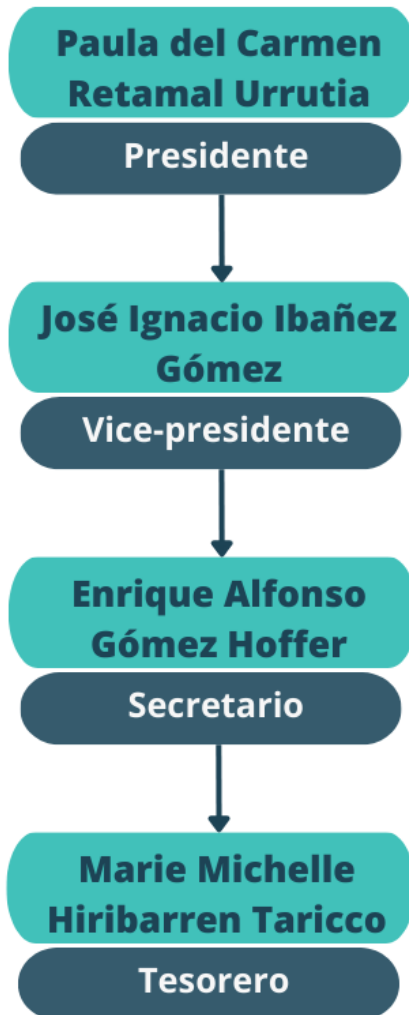 Paula del Carmen
Retamal Urrutia
Presidente
José Ignacio Ibañez
Gómez
Vice-presidente
Enrique Alfonso
Gómez Hoffer
Secretario
Marie Michelle
Hiribarren Taricco
Tesorero